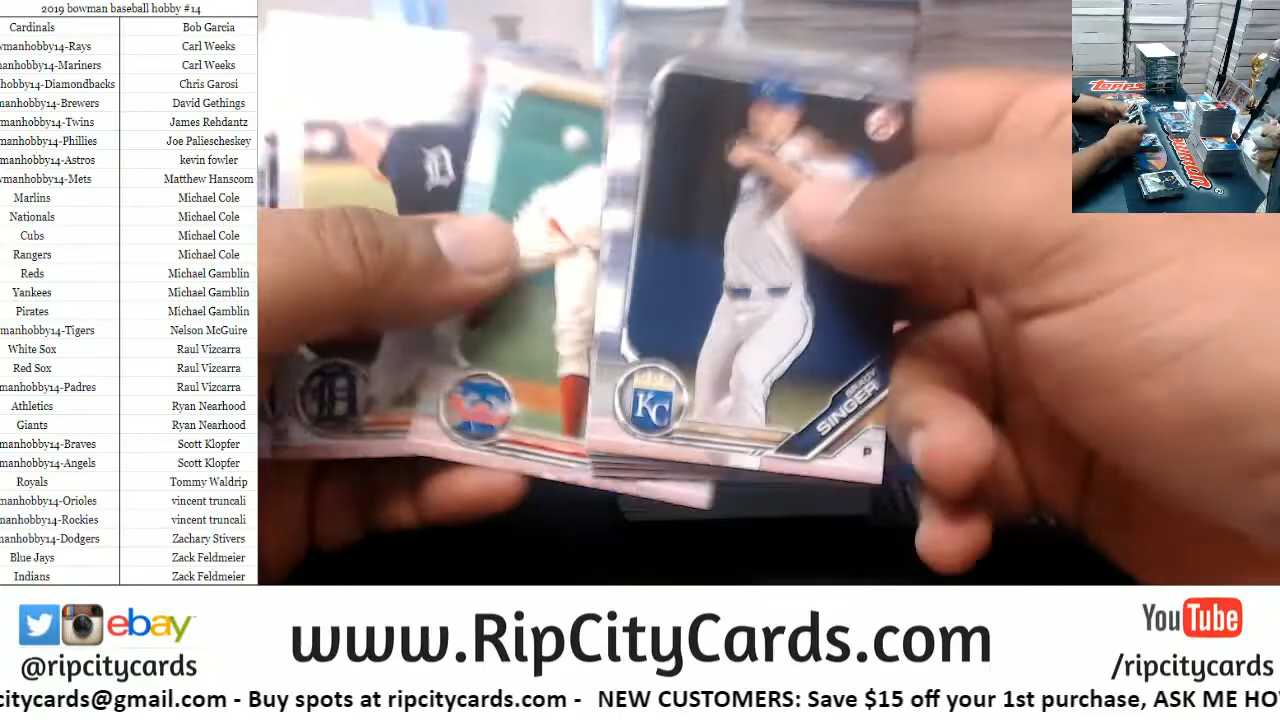 2019 bowman baseball hobby #14
Cardinals Bob Garcia
wmanhobby14-Rays Carl Weeks
manhobby14-Mariners Carl Weeks
hobby14-Diamondbacks Chris Garosi
manhobby14-Brewers David Gethings
manhobby14-Twins James Rehdantz
manhobby14-Phillies Joe Paliescheskey
manhobby14-Astros kevin fowler
wmanhobby14-Mets Matthew Hanscom
Marlins Michael Cole
Nationals Michael Cole
Cubs Michael Cole
Rangers Michael Cole
Reds Michael Gamblin
Yankees Michael Gamblin
Pirates Michael Gamblin
manhobby14-Tigers Nelson McGuire
White Sox Raul Vizcarra
Red Sox Raul Vizcarra
manhobby14-Padres Raul Vizcarra
Athletics Ryan Nearhood
Giants Ryan Nearhood
manhobby14-Braves Scott Klopfer
manhobby14-Angels Scott Klopfer
Royals Tommy Waldrip
manhobby14-Orioles vincent truncali
manhobby14-Rockies vincent truncali
manhobby14-Dodgers Zachary Stivers
Blue Jays Zack Feldmeier
Indians Zack Feldmeier
D
KC
BRADY
SINGER
P
topps
BOWMAN
ebay
@ripcitycards
www.RipCityCards.com
YouTube
/ripcitycards
citycards@gmail.com - Buy spots at ripcitycards.com - NEW CUSTOMERS: Save $15 off your 1st purchase, ASK ME HO